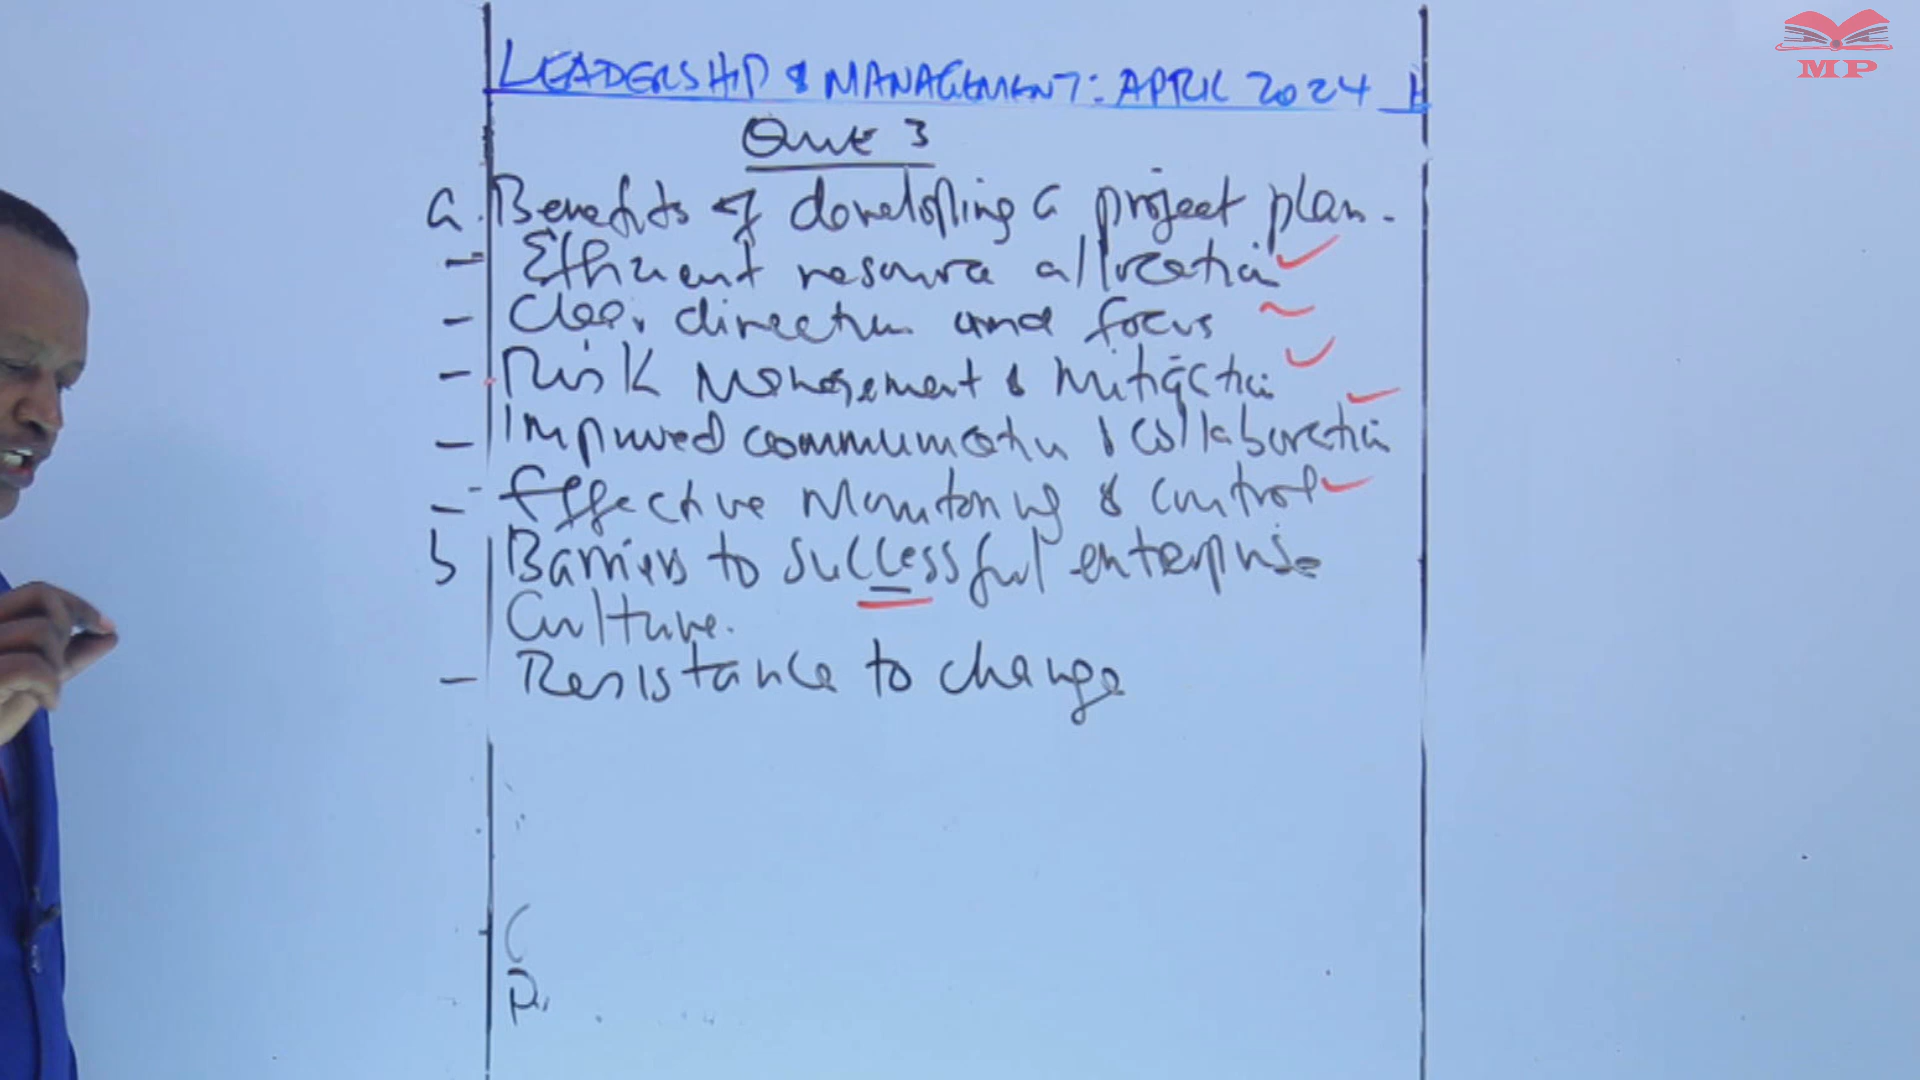 MP
LEADERSHIP & MANAGEMENT: APRIL 2024
Que 3
a. Benefits of developing a project plan.
- Efficient resource allocation
- Clear direction and focus
- Risk Management & Mitigation
- Improved communication & collaboration
- Effective Monitoring & Control
b Barriers to successful enterprise
Culture.
- Resistance to change